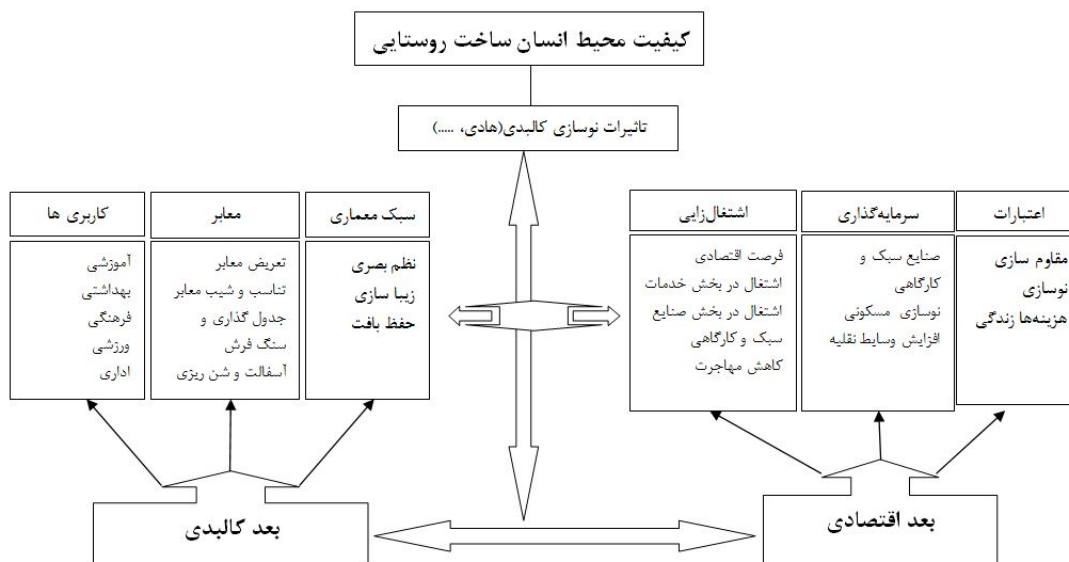 کیفیت محیط انسان ساخت روستایی
تاثیرات نوسازی کالبدی(هادی، .....)
اعتبارات
مقاوم سازی
نوسازی
هزینه‌ها زندگی
سرمایه‌گذاری
صنایع سبک و
کارگاهی
نوسازی مسکونی
افزایش وسایط نقلیه
اشتغال‌زایی
فرصت اقتصادی
اشتغال در بخش خدمات
اشتغال در بخش صنایع
سبک و کارگاهی
کاهش مهاجرت
سبک معماری
نظم بصری
زیبا سازی
حفظ بافت
معابر
تعریض معابر
تناسب و شیب معابر
جدول گذاری و
سنگ فرش
آسفالت و شن ریزی
کاربری ها
آموزشی
بهداشتی
فرهنگی
ورزشی
اداری
بعد اقتصادی
بعد کالبدی